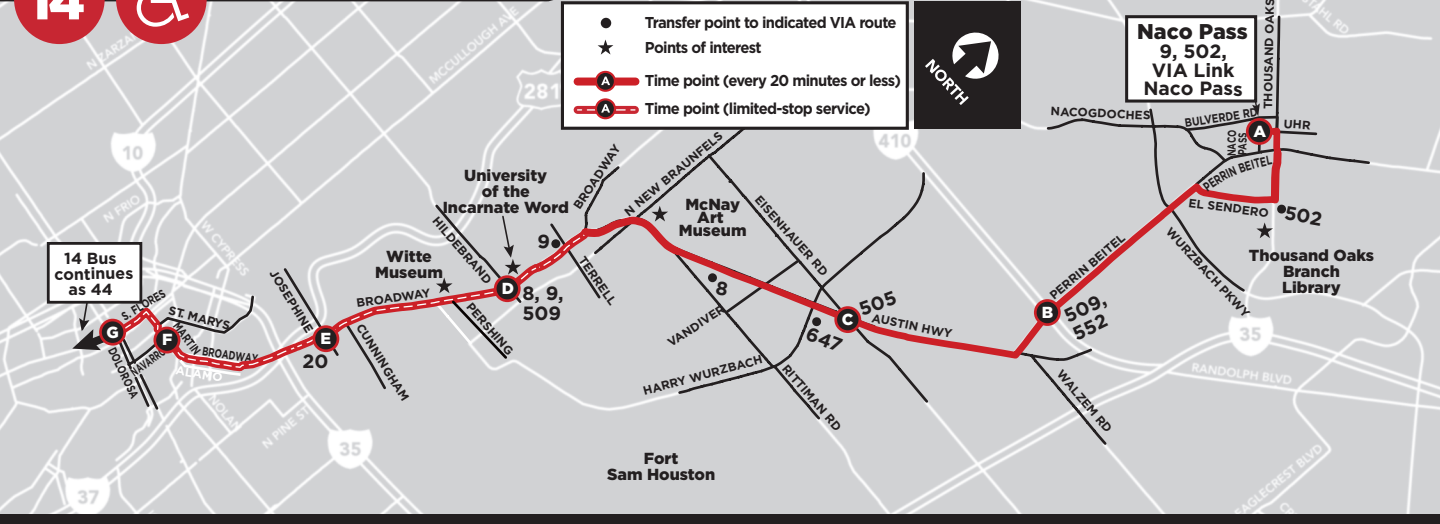 14
Transfer point to indicated VIA route
Points of interest
A
Time point (every 20 minutes or less)
A
Time point (limited-stop service)
NORTH
Naco Pass
9, 502,
VIA Link
Naco Pass
THOUSAND OAKS
NACOGDOCHES
BULVERDE RD
UHR
A
NACO
PASS
PERRIN BEITEL
EL SENDERO
502
Thousand Oaks
Branch
Library
WURZBACH PKWY
35
RANDOLPH BLVD
EAGLECREST BLVD
STAHL RD
410
PERRIN BEITEL
B
509,
552
WALZEM RD
AUSTIN HWY
C
505
647
8
EISENHAUER RD
VANDIVER
HARRY WURZBACH
RITTIMAN RD
N NEW BRAUNFELS
McNay
Art
Museum
BROADWAY
TERRELL
9
University
of the
Incarnate Word
HILDEBRAND
Witte
Museum
D
8, 9,
509
PERSHING
BROADWAY
JOSEPHINE
E
20
CUNNINGHAM
BROADWAY
ST. MARYS
MARTIN
F
NAVARRO
ALAMO
S. FLORES
G
DOLOROSA
14 Bus
continues
as 44
Fort
Sam Houston
281
MCCULLOUGH AVE
10
N FRIO
W CYPRESS
NOLAN
N PINE ST
35
37